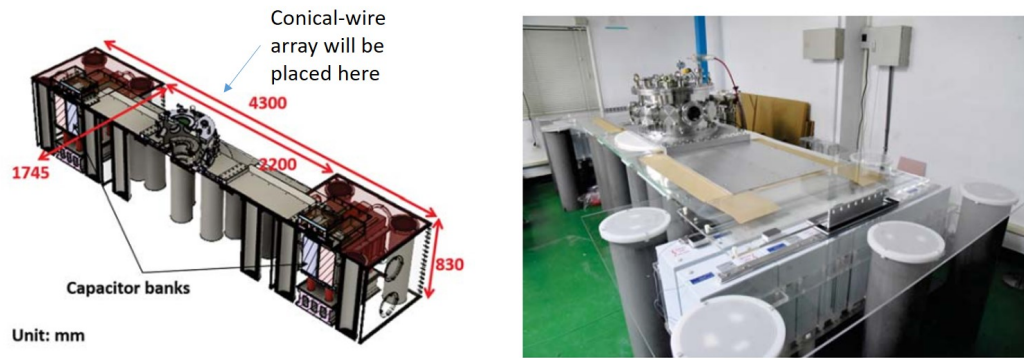 Conical-wire
array will be
placed here
4300
2200
1745
830
Capacitor banks
Unit: mm